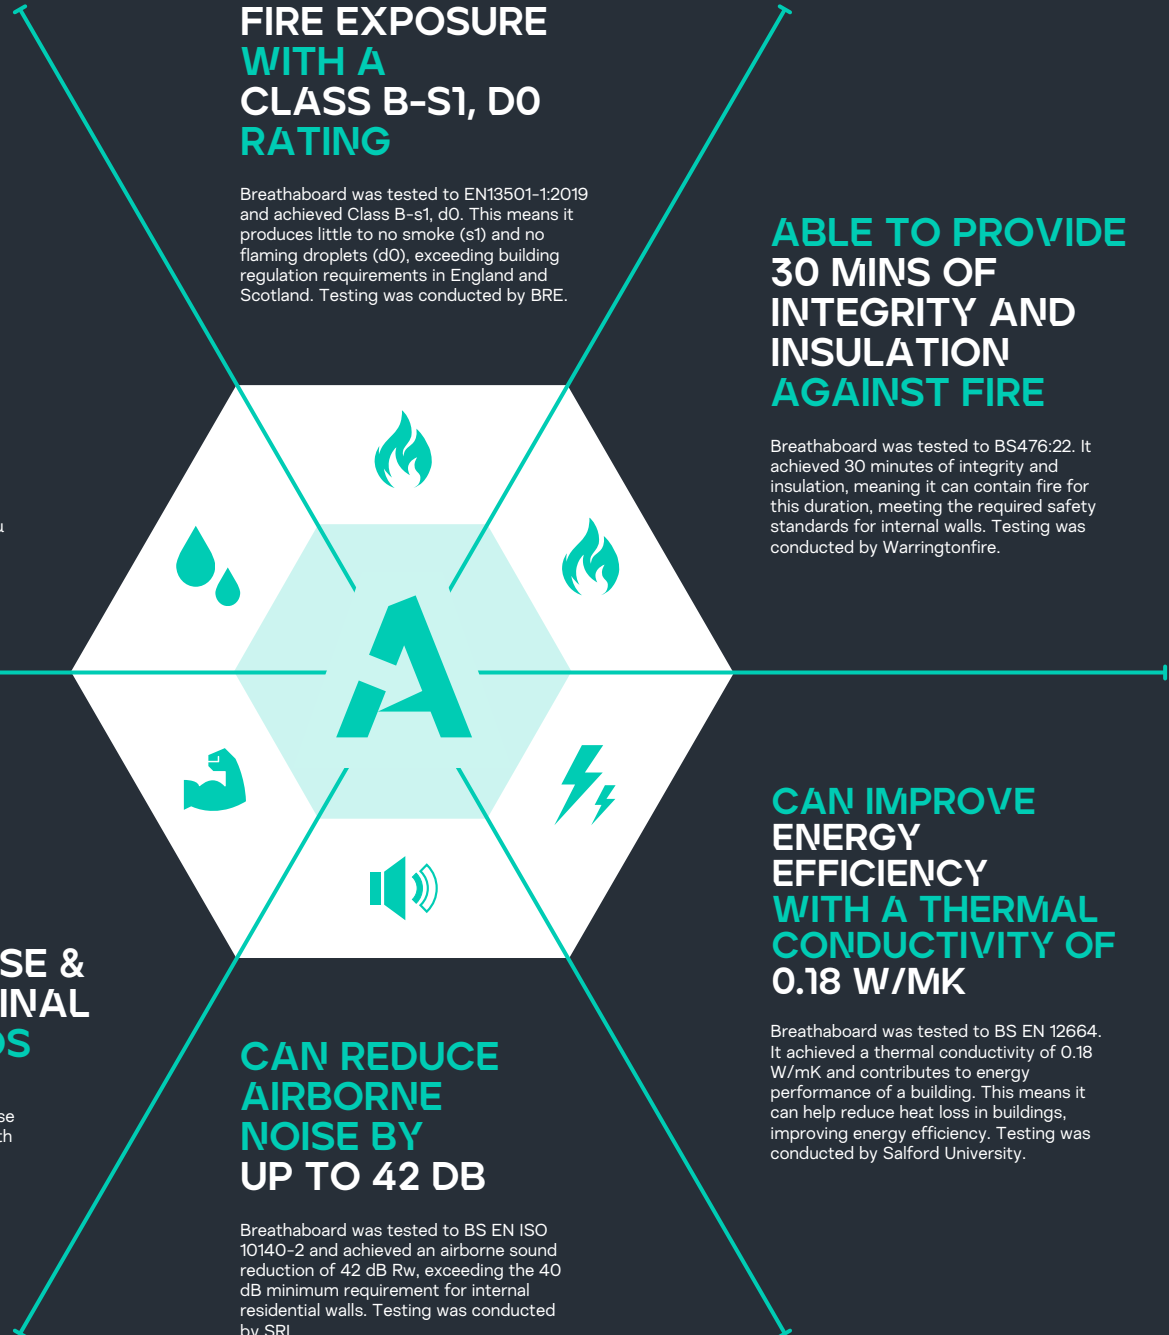 FIRE EXPOSURE
WITH A
CLASS B-S1, D0
RATING
Breathaboard was tested to EN13501-1:2019
and achieved Class B-s1, d0. This means it
produces little to no smoke (s1) and no
flaming droplets (d0), exceeding building
regulation requirements in England and
Scotland. Testing was conducted by BRE.
ABLE TO PROVIDE
30 MINS OF
INTEGRITY AND
INSULATION
AGAINST FIRE
Breathaboard was tested to BS476:22. It
achieved 30 minutes of integrity and
insulation, meaning it can contain fire for
this duration, meeting the required safety
standards for internal walls. Testing was
conducted by Warringtonfire.
A
CAN IMPROVE
ENERGY
EFFICIENCY
WITH A THERMAL
CONDUCTIVITY OF
0.18 W/MK
Breathaboard was tested to BS EN 12664.
It achieved a thermal conductivity of 0.18
W/mK and contributes to energy
performance of a building. This means it
can help reduce heat loss in buildings,
improving energy efficiency. Testing was
conducted by Salford University.
SE &
INAL
CAN REDUCE
AIRBORNE
NOISE BY
UP TO 42 DB
Breathaboard was tested to BS EN ISO
10140-2 and achieved an airborne sound
reduction of 42 dB Rw, exceeding the 40
dB minimum requirement for internal
residential walls. Testing was conducted
by SRL